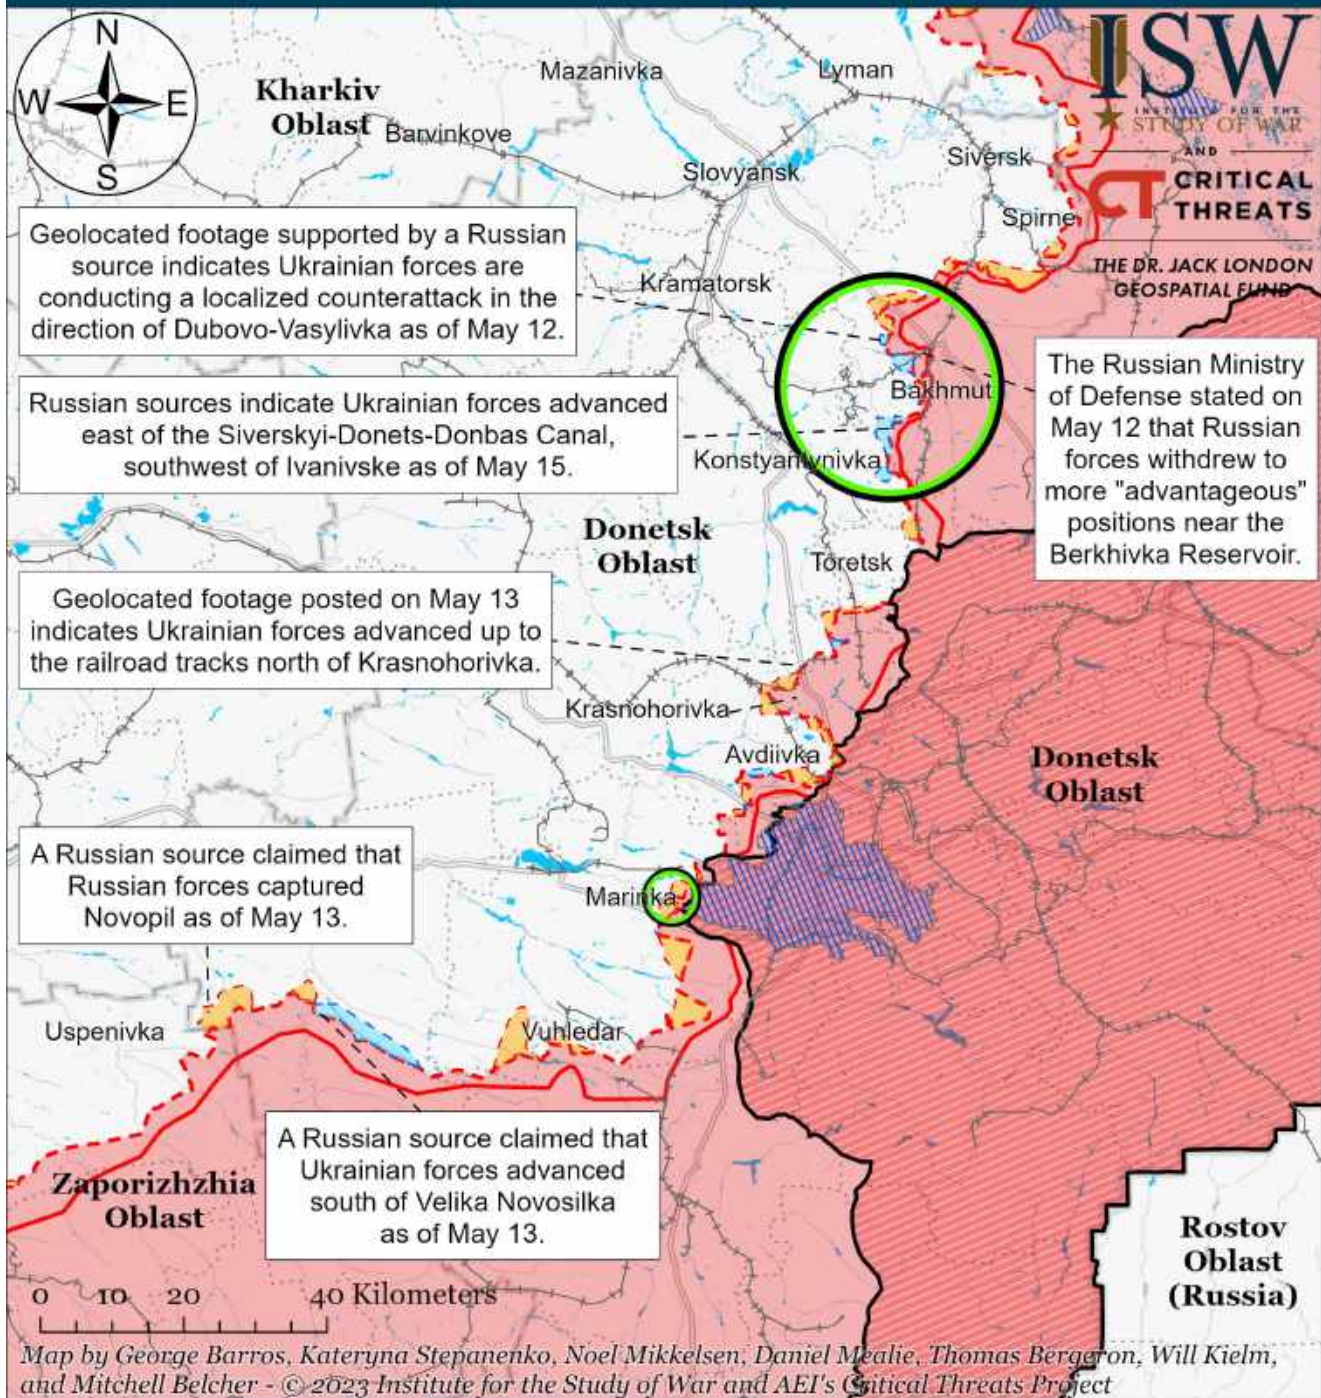 N
W
E
S
Kharkiv
Oblast
Barvinkove
Mazanivka
Lyman
ISW
INSTITUTE FOR THE
STUDY OF WAR
AND
CT CRITICAL
THREATS
THE DR. JACK LONDON
GEOSPATIAL FUND
Siversk
Slovyansk
Spirne
Geolocated footage supported by a Russian
source indicates Ukrainian forces are
conducting a localized counterattack in the
direction of Dubovo-Vasylivka as of May 12.
Kramatorsk
Bakhmut
The Russian Ministry
of Defense stated on
May 12 that Russian
forces withdrew to
more "advantageous"
positions near the
Berkhivka Reservoir.
Russian sources indicate Ukrainian forces advanced
east of the Siverskyi-Donets-Donbas Canal,
southwest of Ivanivske as of May 15.
Konstyantynivka
Donetsk
Oblast
Toretsk
Geolocated footage posted on May 13
indicates Ukrainian forces advanced up to
the railroad tracks north of Krasnohorivka.
Krasnohorivka
Avdiivka
Donetsk
Oblast
A Russian source claimed that
Russian forces captured
Novopil as of May 13.
Marinka
Uspenivka
Vuhledar
A Russian source claimed that
Ukrainian forces advanced
south of Velika Novosilka
as of May 13.
Zaporizhzhia
Oblast
Rostov
Oblast
(Russia)
0 10 20 40 Kilometers
Map by George Barros, Kateryna Stepanenko, Noel Mikkelsen, Daniel Mealie, Thomas Bergeron, Will Kielm,
and Mitchell Belcher - © 2023 Institute for the Study of War and AEI's Critical Threats Project